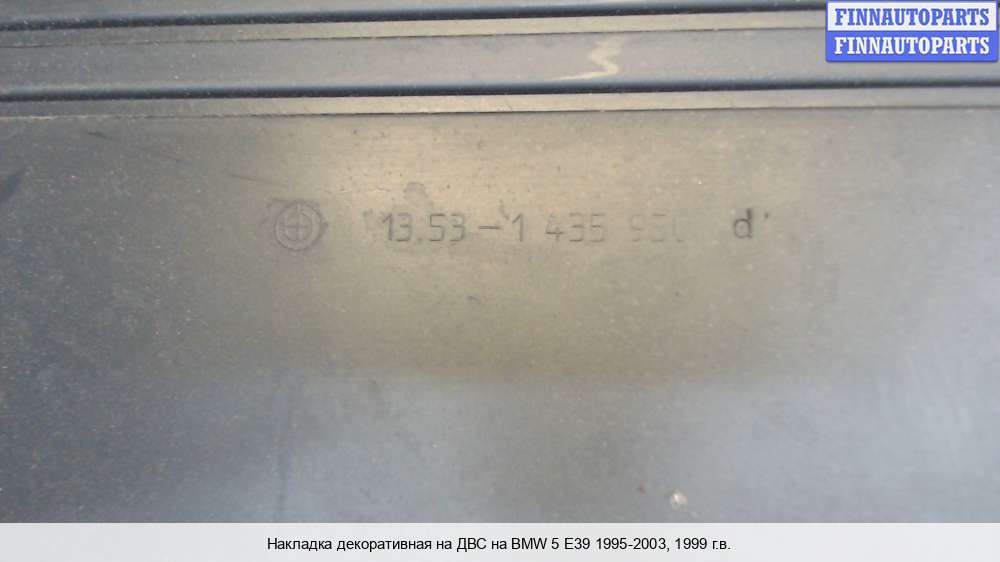 FINNAUTOPARTS
FINNAUTOPARTS
13.53-1 435 d
Накладка декоративная на ДВС на BMW 5 E39 1995-2003, 1999 г.в.